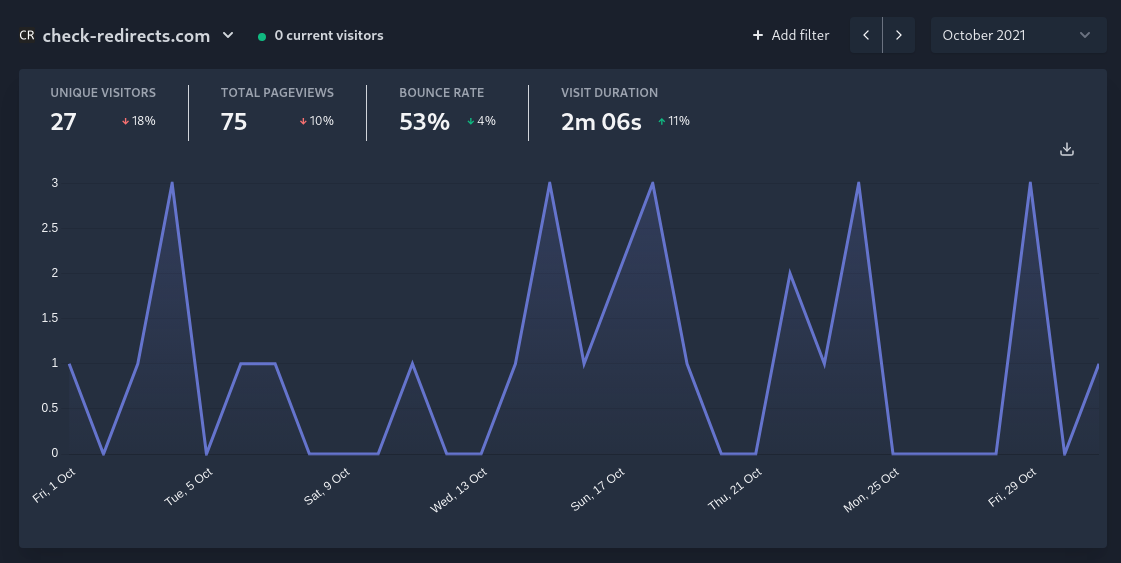 CR check-redirects.com 0 current visitors + Add filter October 2021
UNIQUE VISITORS TOTAL PAGEVIEWS BOUNCE RATE VISIT DURATION
27 ↓18% 75 ↓10% 53% ↓4% 2m 06s ↑11%
3
2.5
2
1.5
1
0.5
0
Fri, 1 Oct Tue, 5 Oct Sat, 9 Oct Wed, 13 Oct Sun, 17 Oct Thu, 21 Oct Mon, 25 Oct Fri, 29 Oct